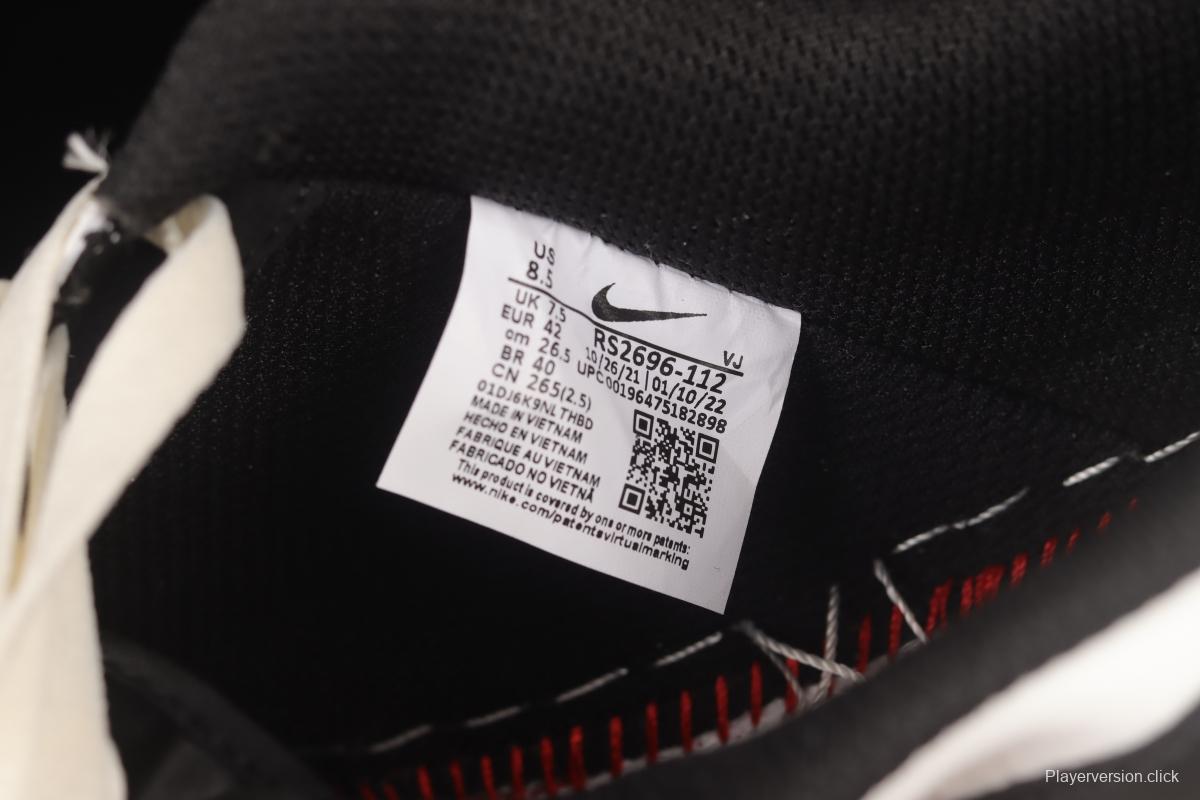 US
8.5
UK 7.5
EUR 42
cm 26.5
BR 40
CN 265(2.5)
01DJ6K9NLTHBD
MADE IN VIETNAM
HECHO EN VIETNAM
FABRIQUE AU VIETNAM
FABRICADO NO VIETNÃ
VJ
RS2696-112
10/26/21 | 01/10/22
UPC00196475182898
This product is covered by one or more patents:
www.nike.com/patentsvirtualmarking
Playerversion.click